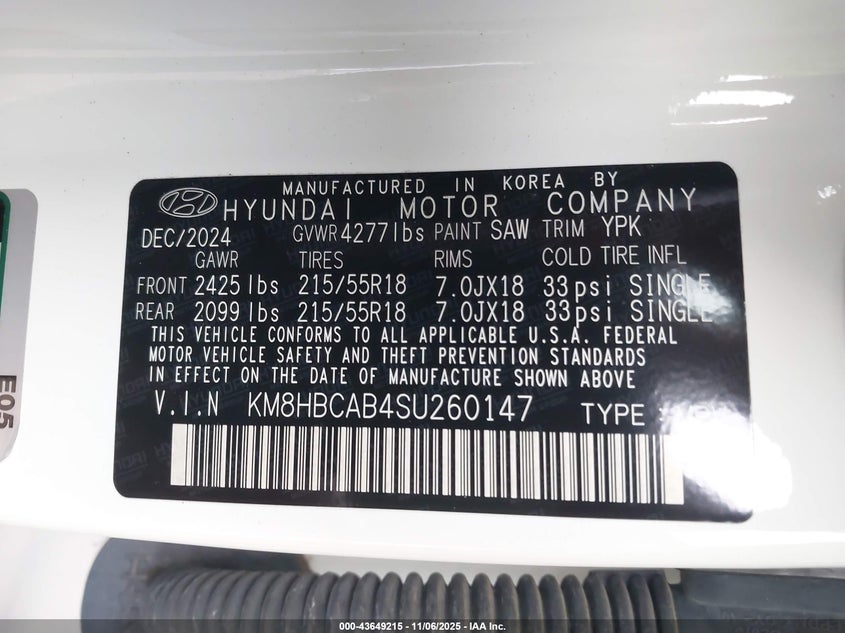 MANUFACTURED IN KOREA BY
HYUNDAI MOTOR COMPANY
DEC/2024 GVWR 4277lbs PAINT SAW TRIM YPK
GAWR TIRES RIMS COLD TIRE INFL
FRONT 2425 lbs 215/55R18 7.0JX18 33psi SINGLE
REAR 2099 lbs 215/55R18 7.0JX18 33psi SINGLE
THIS VEHICLE CONFORMS TO ALL APPLICABLE U.S.A. FEDERAL
MOTOR VEHICLE SAFETY AND THEFT PREVENTION STANDARDS
IN EFFECT ON THE DATE OF MANUFACTURE SHOWN ABOVE
V.I.N KM8HBCAB4SU260147 TYPE
E05
000-43649215 - 11/06/2025 - IAA Inc.